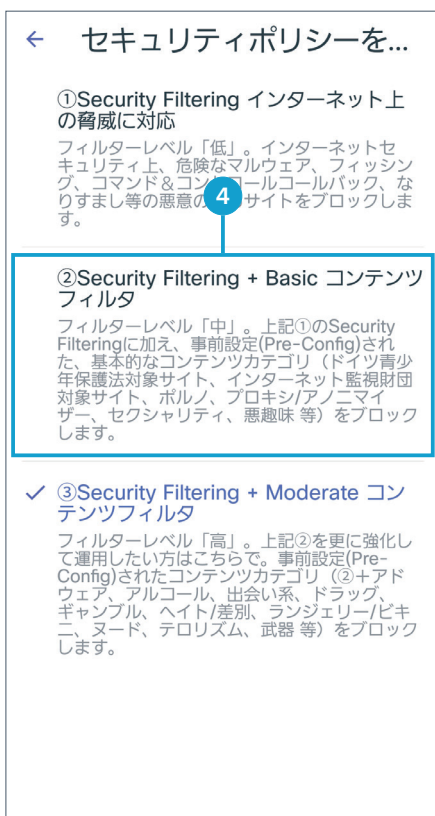 ← セキュリティポリシーを...
①Security Filtering インターネット上
の脅威に対応
フィルターレベル「低」。インターネットセ
キュリティ上、危険なマルウェア、フィッシン
グ、コマンド＆コントロールコールバック、な
りすまし等の悪意の サイトをブロックしま
す。
4
②Security Filtering + Basic コンテンツ
フィルタ
フィルターレベル「中」。上記①のSecurity
Filteringに加え、事前設定(Pre-Config)され
た、基本的なコンテンツカテゴリ（ドイツ青少
年保護法対象サイト、インターネット監視財団
対象サイト、ポルノ、プロキシ/アノニマイ
ザー、セクシャリティ、悪趣味 等）をブロック
します。
✓ ③Security Filtering + Moderate コン
テンツフィルタ
フィルターレベル「高」。上記②を更に強化し
て運用したい方はこちらで。事前設定(Pre-
Config)されたコンテンツカテゴリ（②＋アド
ウェア、アルコール、出会い系、ドラッグ、
ギャンブル、ヘイト/差別、ランジェリー/ビキ
ニ、ヌード、テロリズム、武器 等）をブロック
します。